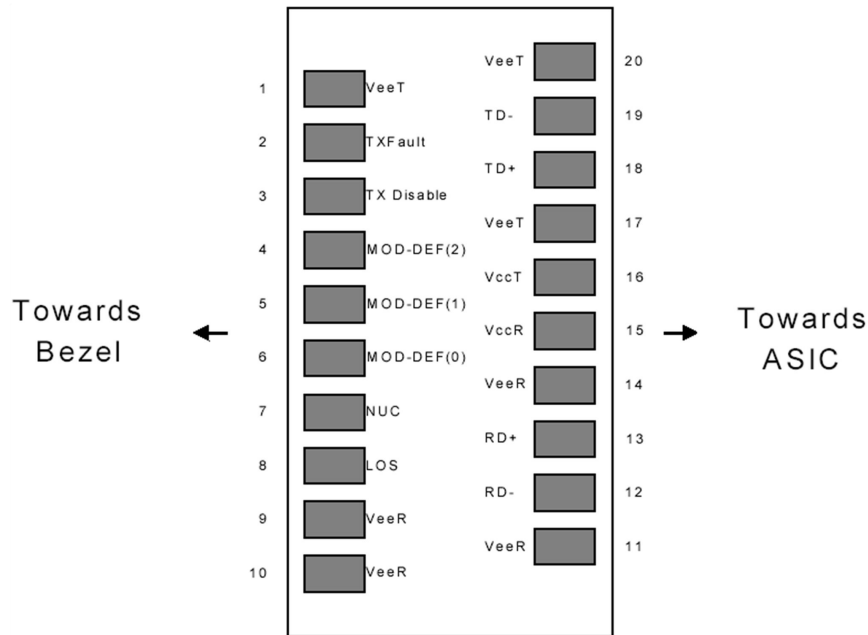 VeeT 20
1 VeeT
TD- 19
2 TXFault
TD+ 18
3 TX Disable
VeeT 17
4 MOD-DEF(2)
VccT 16
5 MOD-DEF(1)
Towards
Bezel
VccR 15
Towards
ASIC
6 MOD-DEF(0)
VeeR 14
7 NUC
RD+ 13
8 LOS
RD- 12
9 VeeR
VeeR 11
10 VeeR